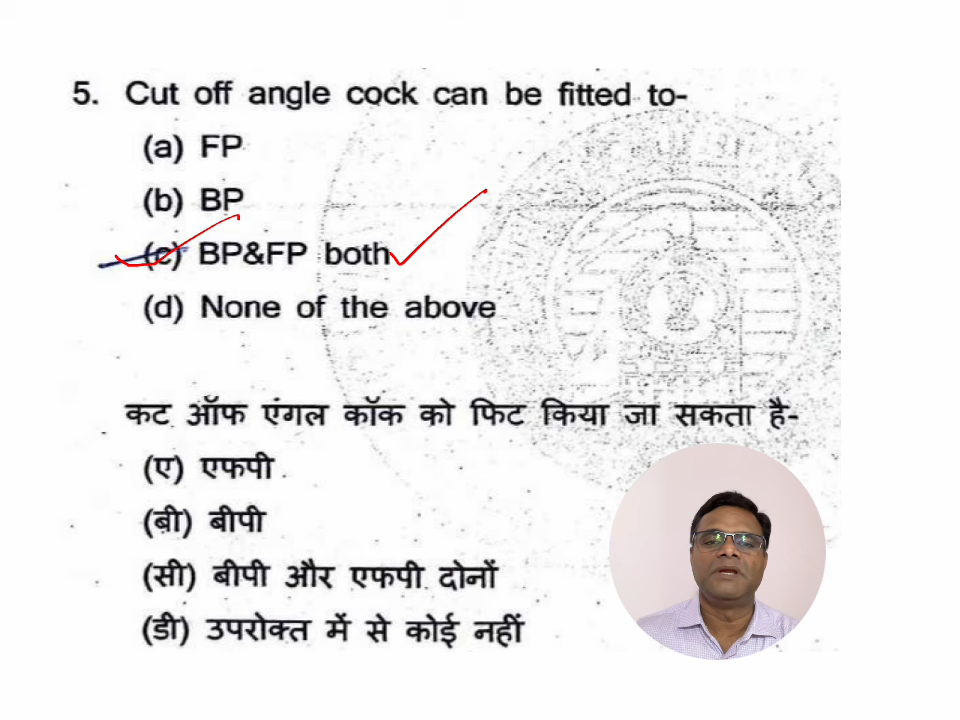 5. Cut off angle cock can be fitted to-
(a) FP
(b) BP
(c) BP&FP both
(d) None of the above
कट ऑफ एंगल कॉक को फिट किया जा सकता है-
(ए) एफपी
(बी) बीपी
(सी) बीपी और एफपी दोनों
(डी) उपरोक्त में से कोई नहीं